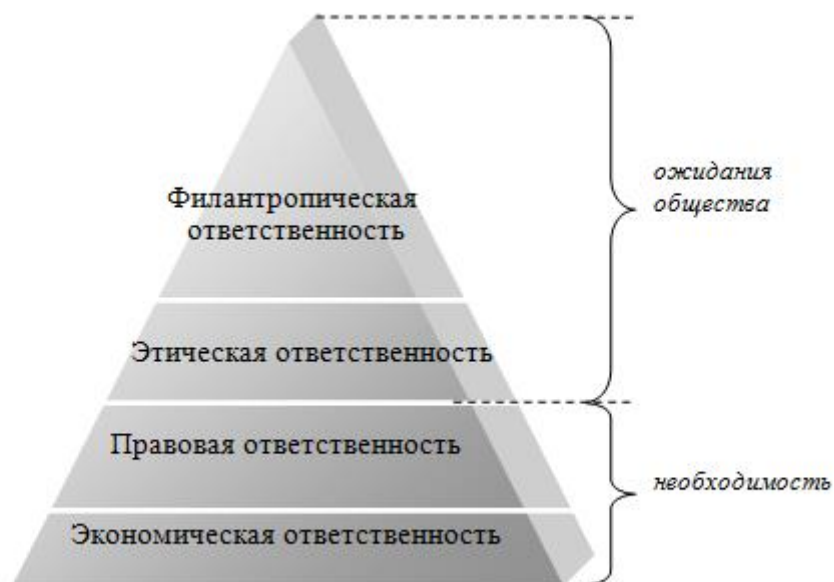 Филантропическая
ответственность
ожидания
общества
Этическая ответственность
Правовая ответственность
необходимость
Экономическая ответственность